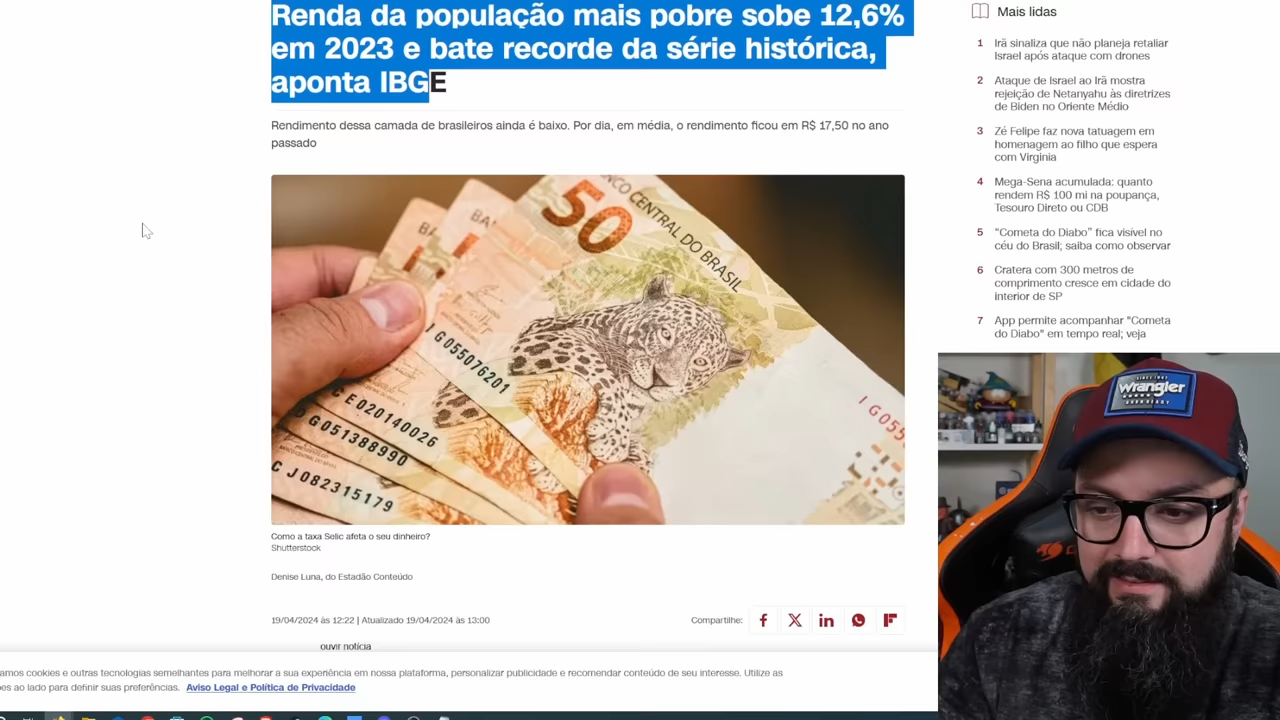 Renda da população mais pobre sobe 12,6%
em 2023 e bate recorde da série histórica,
aponta IBGE
Rendimento dessa camada de brasileiros ainda é baixo. Por dia, em média, o rendimento ficou em R$ 17,50 no ano
passado
50
BANCO CENTRAL DO BRASIL
IG055076201
CE020140026
G051388990
CJ082315179
IG055
Como a taxa Selic afeta o seu dinheiro?
Shutterstock
Denise Luna, do Estadão Conteúdo
19/04/2024 às 12:22 | Atualizado 19/04/2024 às 13:00
Compartilhe:
ouvir notícia
amos cookies e outras tecnologias semelhantes para melhorar a sua experiência em nossa plataforma, personalizar publicidade e recomendar conteúdo de seu interesse. Utilize as
es ao lado para definir suas preferências. Aviso Legal e Política de Privacidade
Mais lidas
1 Irã sinaliza que não planeja retaliar
Israel após ataque com drones
2 Ataque de Israel ao Irã mostra
rejeição de Netanyahu às diretrizes
de Biden no Oriente Médio
3 Zé Felipe faz nova tatuagem em
homenagem ao filho que espera
com Virginia
4 Mega-Sena acumulada: quanto
rendem R$ 100 mi na poupança,
Tesouro Direto ou CDB
5 “Cometa do Diabo” fica visível no
céu do Brasil; saiba como observar
6 Cratera com 300 metros de
comprimento cresce em cidade do
interior de SP
7 App permite acompanhar "Cometa
do Diabo" em tempo real; veja
Wrangler
COUGAR